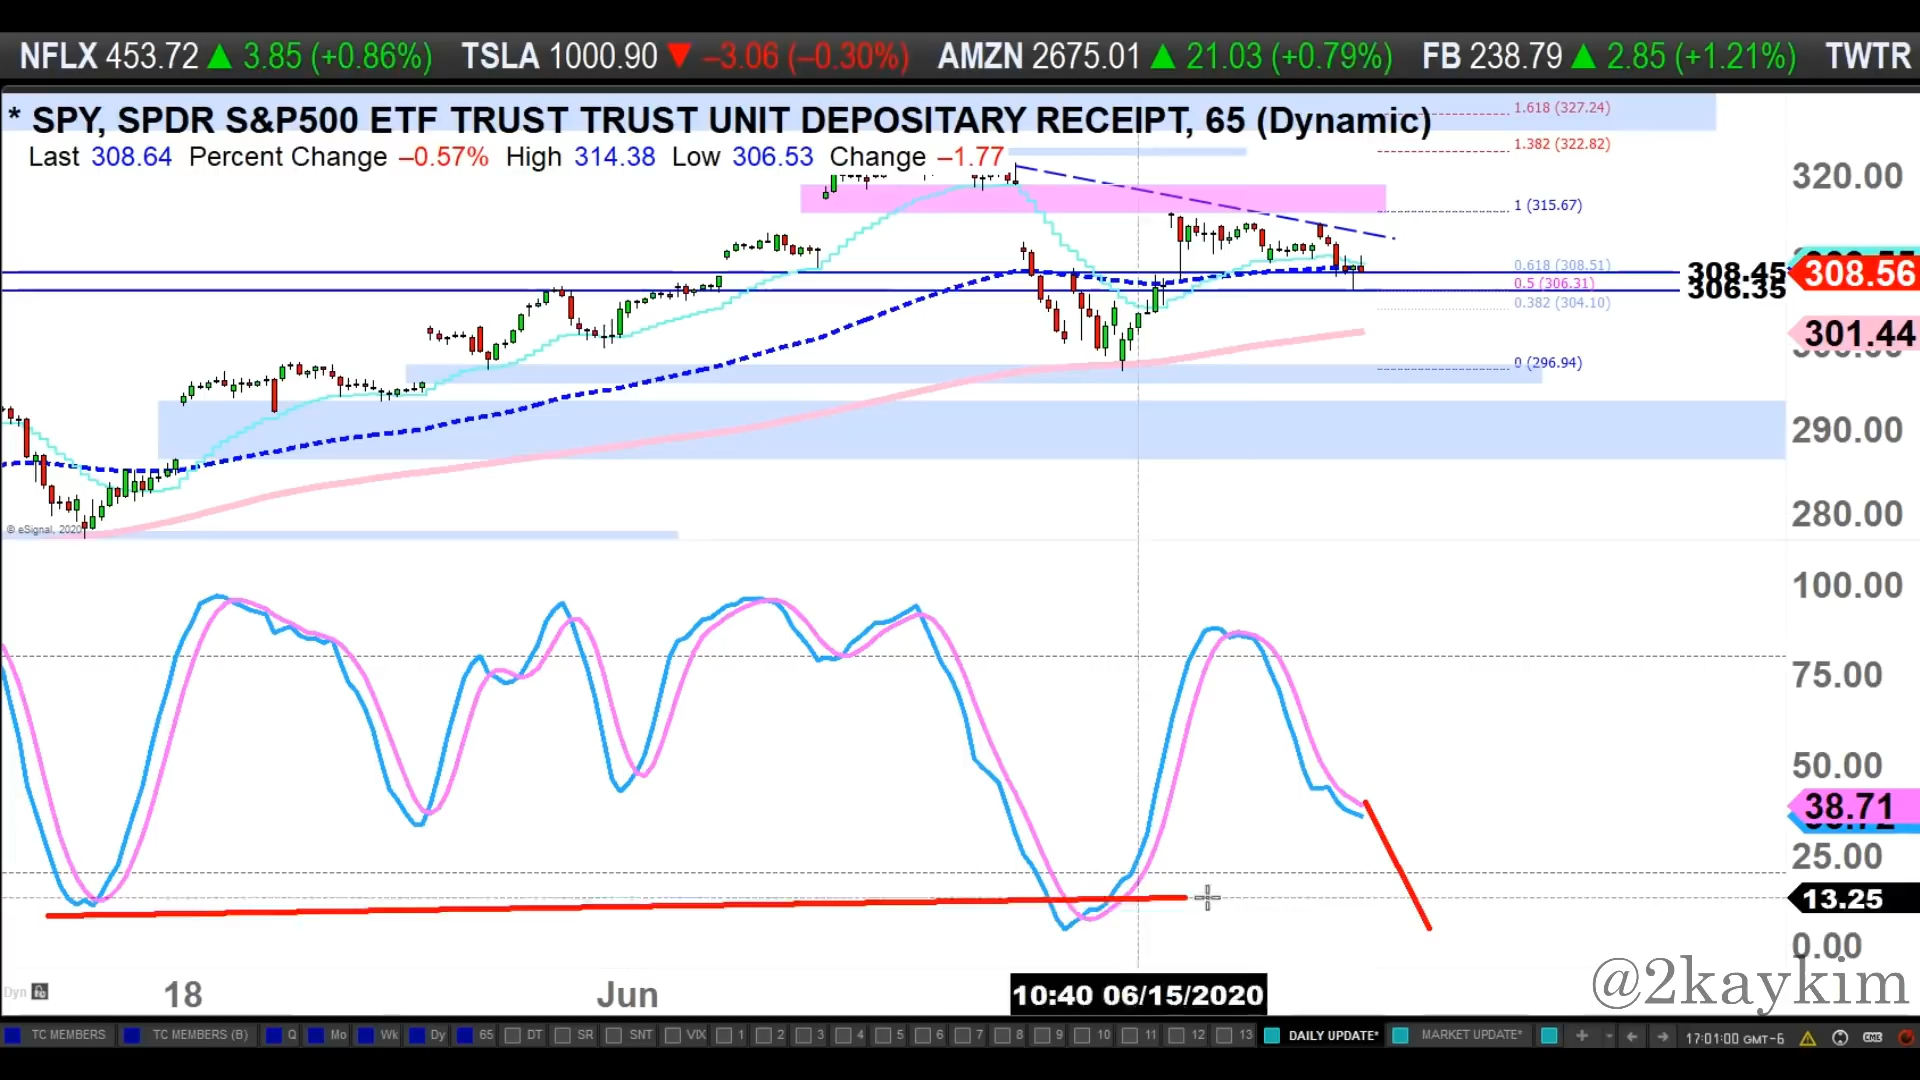 NFLX 453.72 ▲ 3.85 (+0.86%) TSLA 1000.90 ▼ –3.06 (–0.30%) AMZN 2675.01 ▲ 21.03 (+0.79%) FB 238.79 ▲ 2.85 (+1.21%) TWTR
* SPY, SPDR S&P500 ETF TRUST TRUST UNIT DEPOSITARY RECEIPT, 65 (Dynamic)
Last 308.64 Percent Change –0.57% High 314.38 Low 306.53 Change –1.77
1.618 (327.24)
1.382 (322.82)
320.00
1 (315.67)
0.618 (308.51)
308.45 308.56
0.5 (306.31)
306.35
0.382 (304.10)
301.44
0 (296.94)
290.00
280.00
© eSignal, 2020
100.00
75.00
50.00
38.71
25.00
13.25
0.00
@2kaykim
Dyn 18 Jun 10:40 06/15/2020
TC MEMBERS TC MEMBERS (B) Q Mo Wk Dy 65 DT SR SNT VIX 1 2 3 4 5 6 7 8 9 10 11 12 13 DAILY UPDATE* MARKET UPDATE* 17:01:00 GMT-6